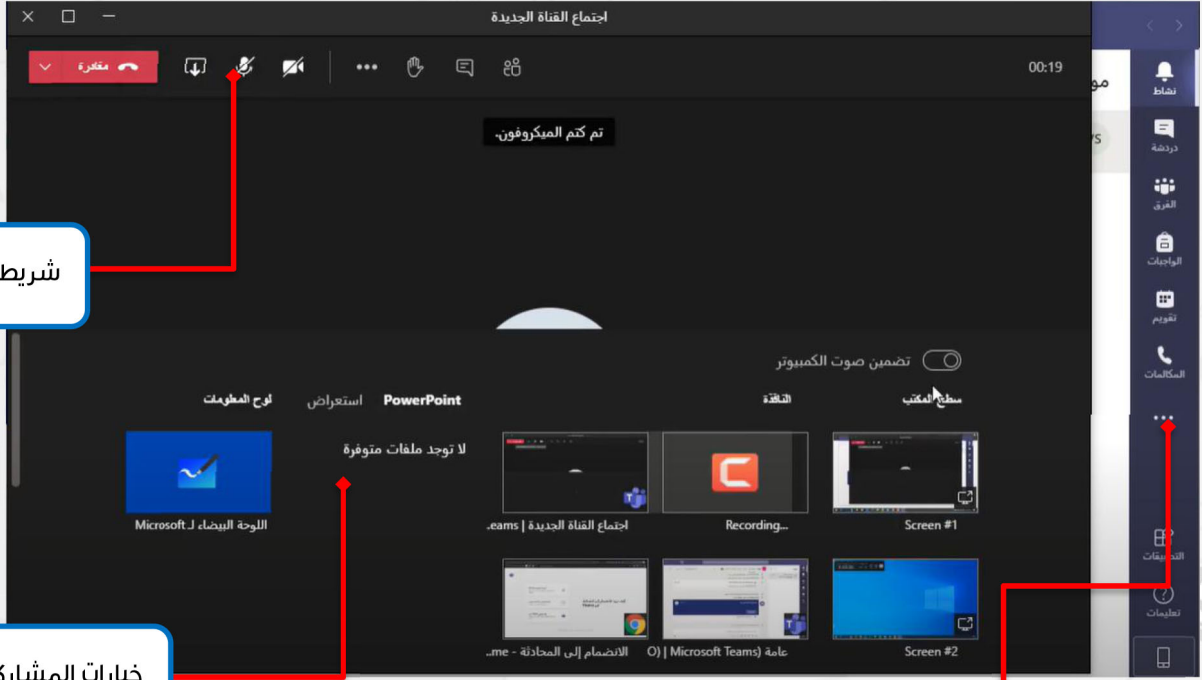 اجتماع القناة الجديدة
مغادرة
00:19
تم كتم الميكروفون.
نشاط
دردشة
الفرق
الواجبات
تقويم
المكالمات
التطبيقات
تعليمات
مو
شريط
تضمين صوت الكمبيوتر
سطح المكتب
النافذة
PowerPoint استعراض
لوح المعلومات
لا توجد ملفات متوفرة
Screen #1
Recording...
اجتماع القناة الجديدة | eams.
اللوحة البيضاء لـ Microsoft
Screen #2
عامة (O) | Microsoft Teams)
الانضمام إلى المحادثة - me..
خيارات المشارك